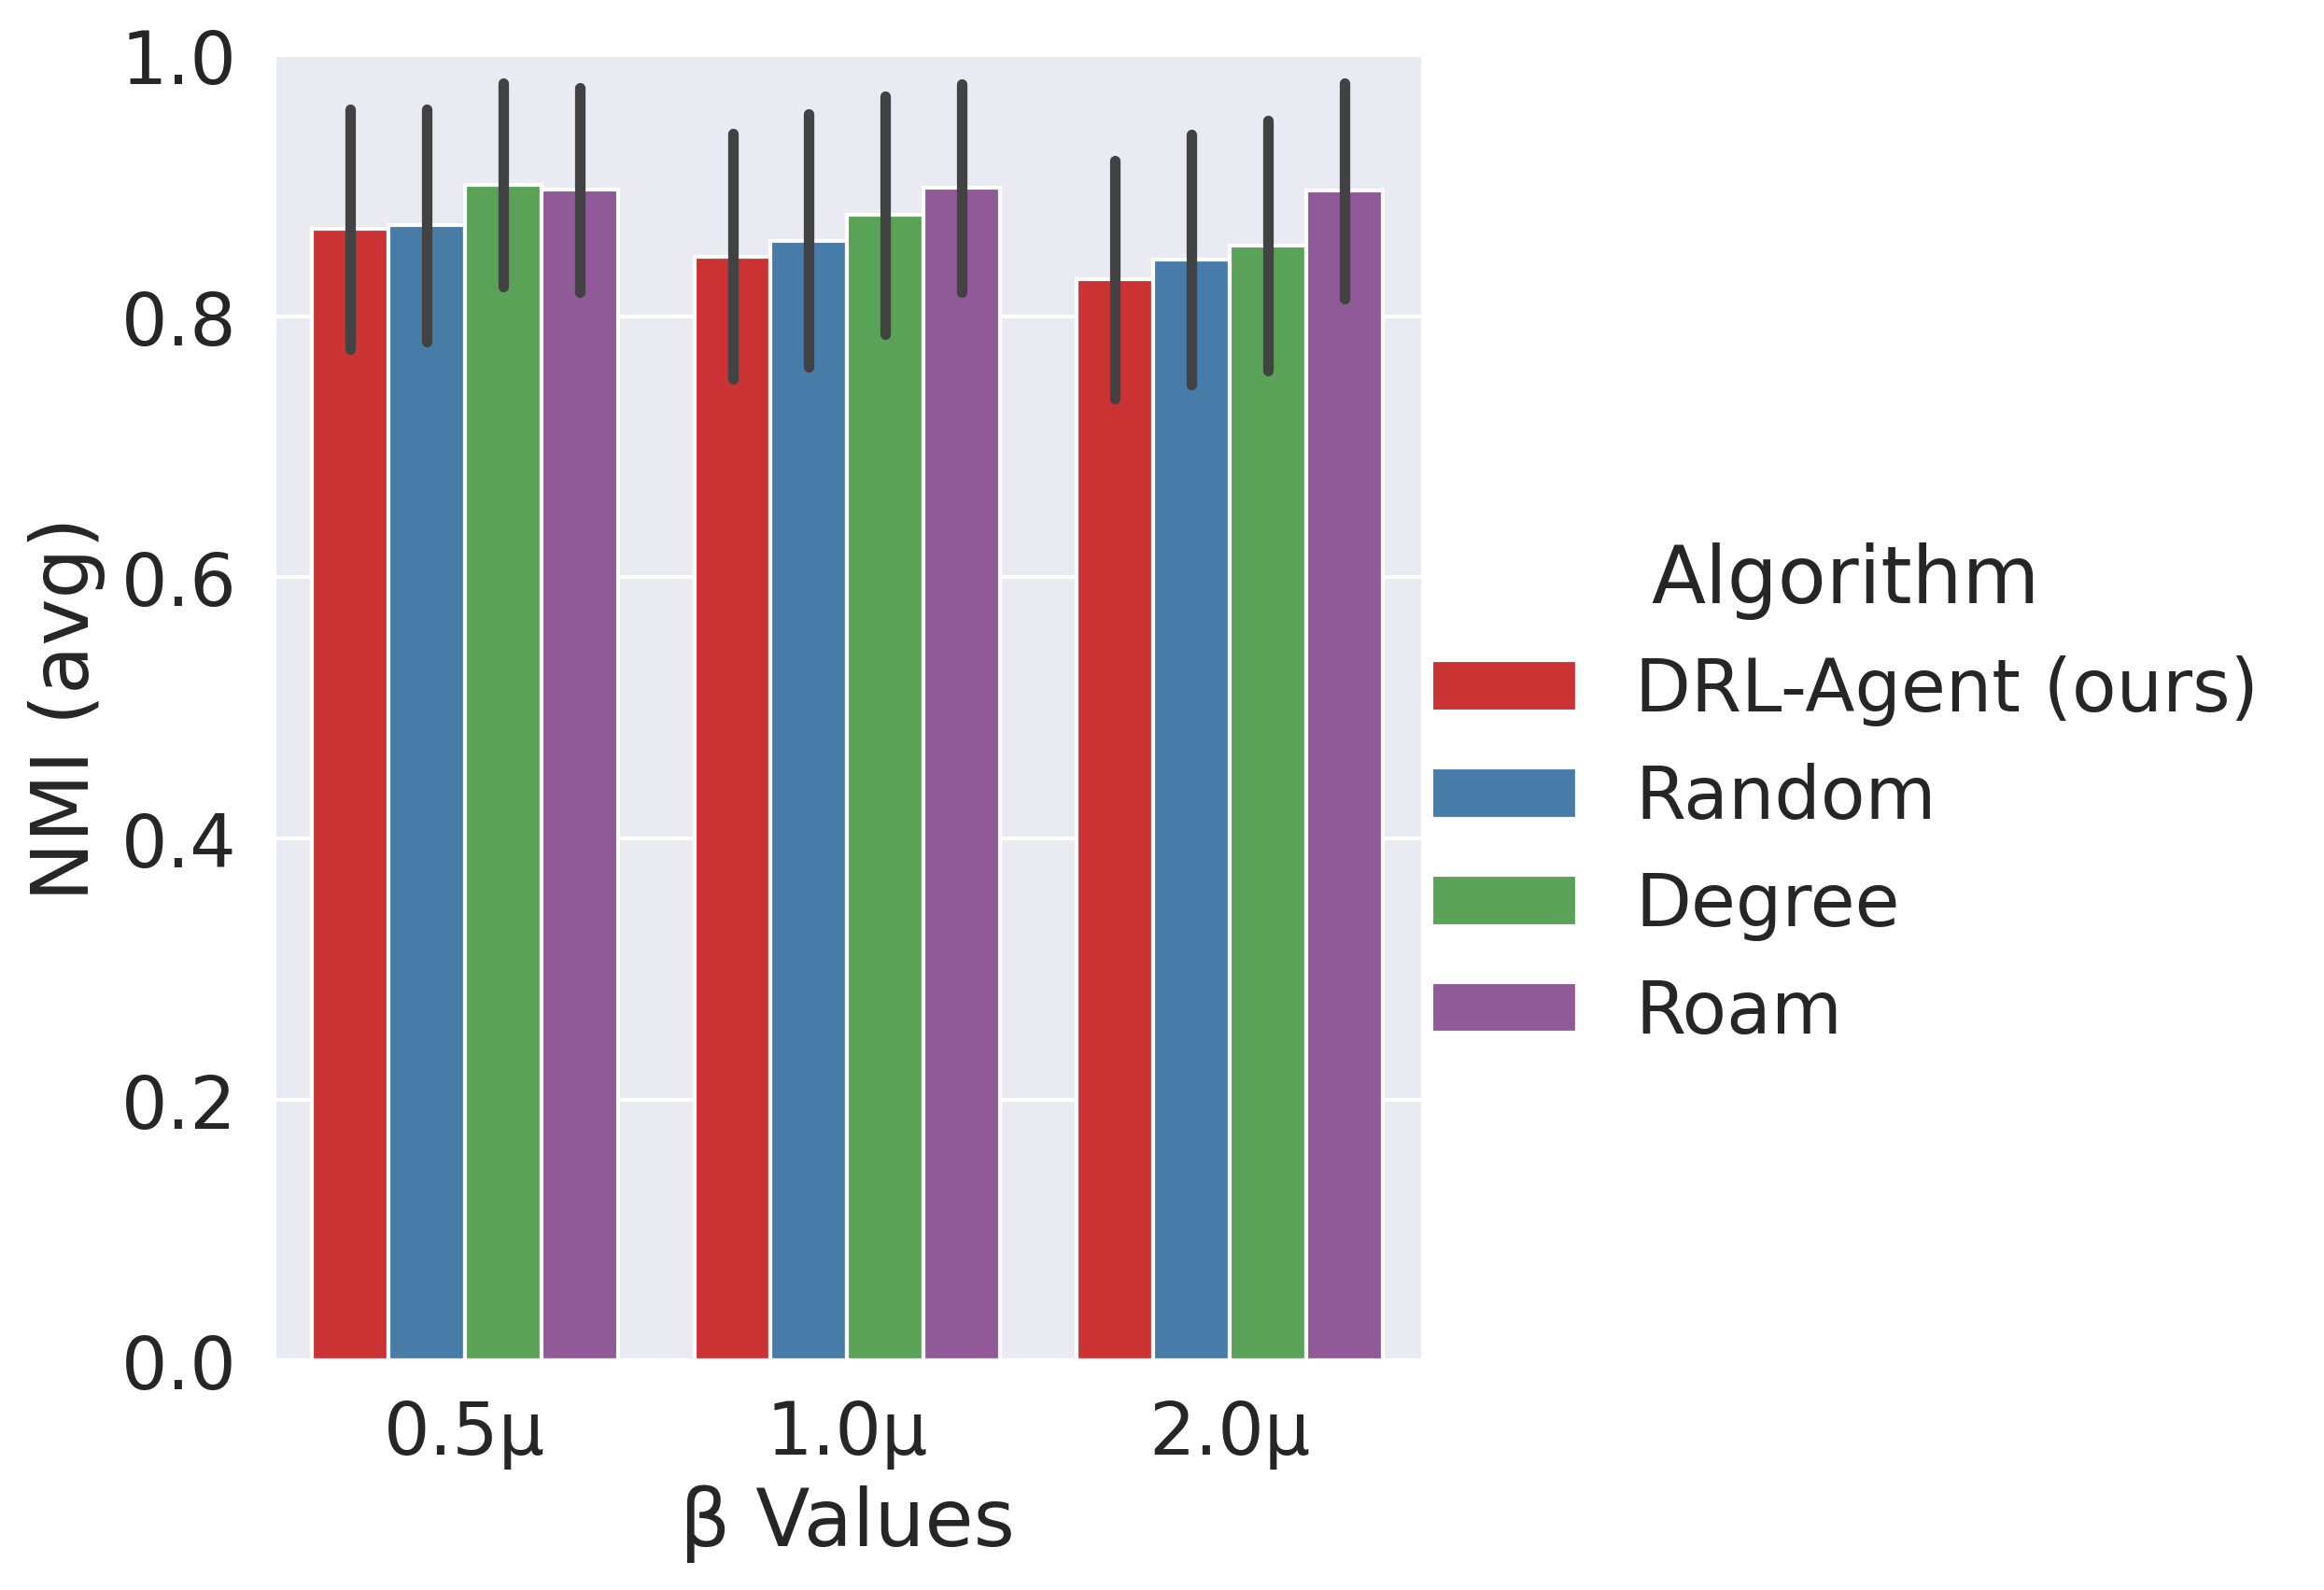 1.0
0.8
0.6
0.4
0.2
0.0
NMI (avg)
0.5μ 1.0μ 2.0μ
β Values
Algorithm
DRL-Agent (ours)
Random
Degree
Roam